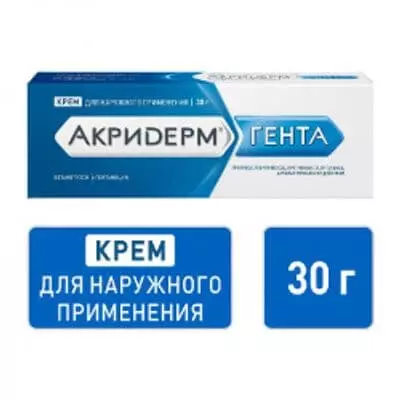 КРЕМ ДЛЯ НАРУЖНОГО ПРИМЕНЕНИЯ | 30 г
АКРИДЕРМ® ГЕНТА
КРЕМ
ДЛЯ НАРУЖНОГО
ПРИМЕНЕНИЯ
30 г